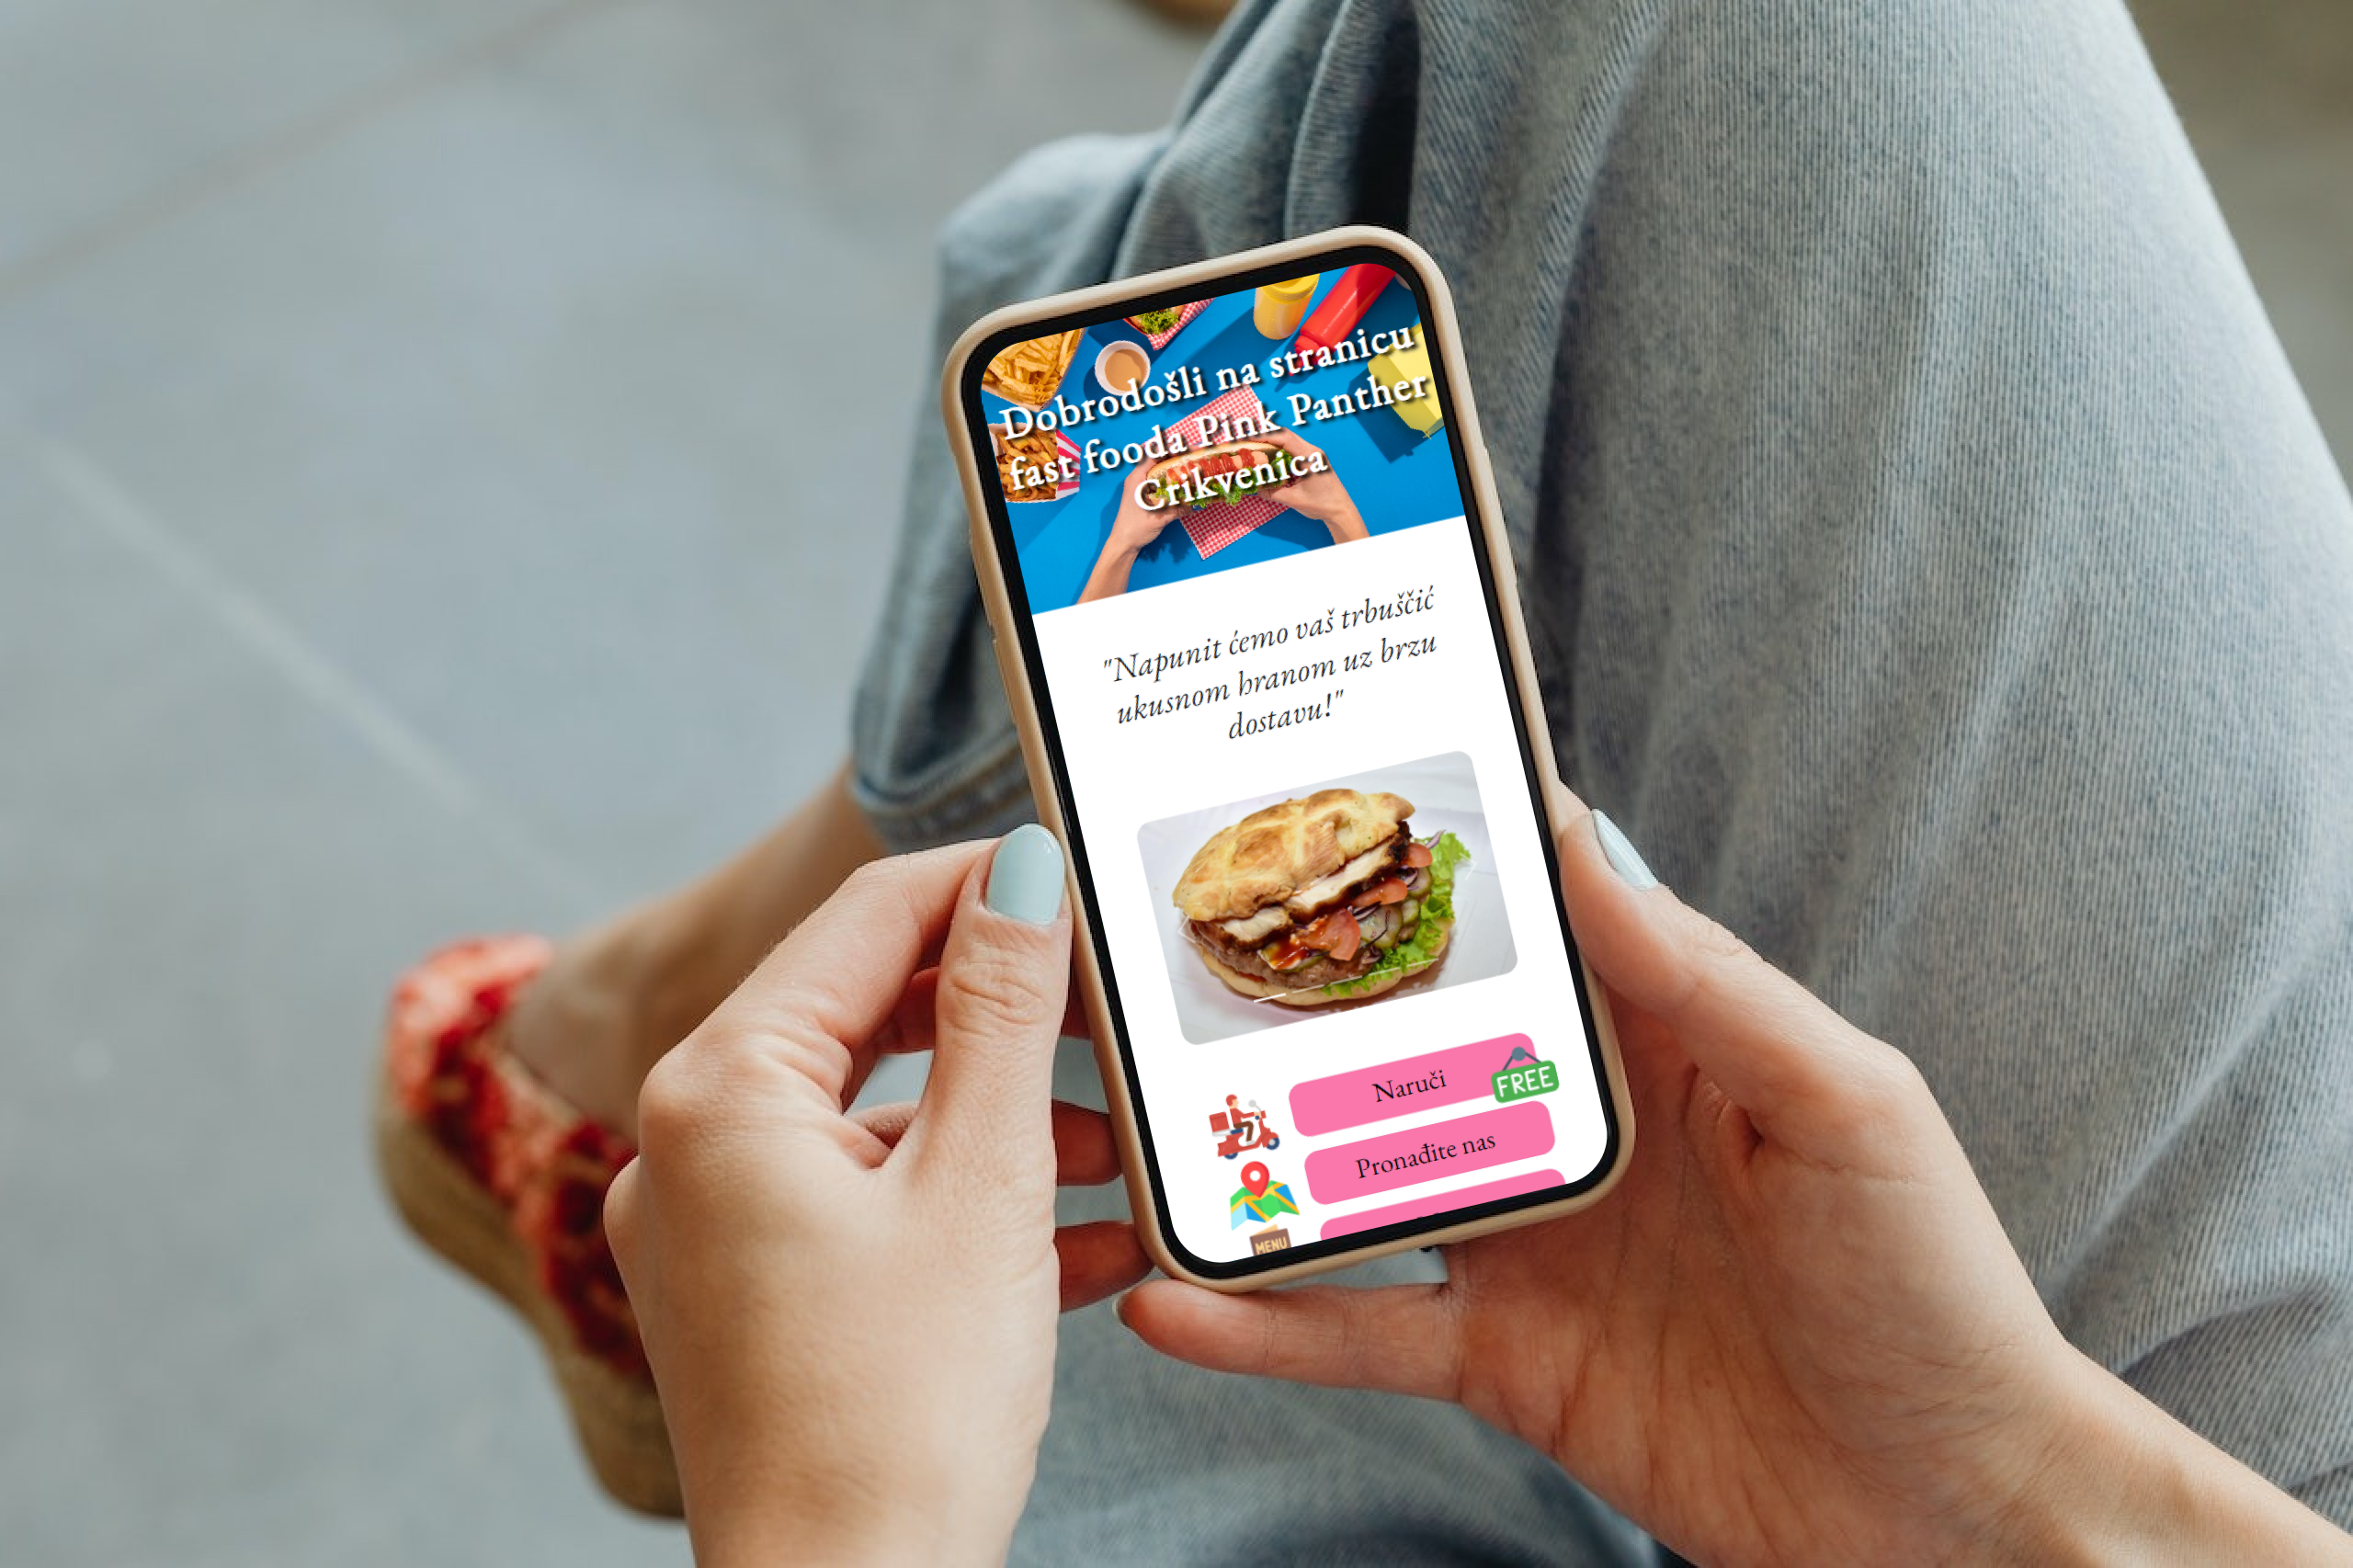 Dobrodošli na stranicu
fast fooda Pink Panther
Crikvenica
"Napunit ćemo vaš trbuščić
ukusnom hranom uz brzu
dostavu!"
Naruči
FREE
Pronađite nas
MENU